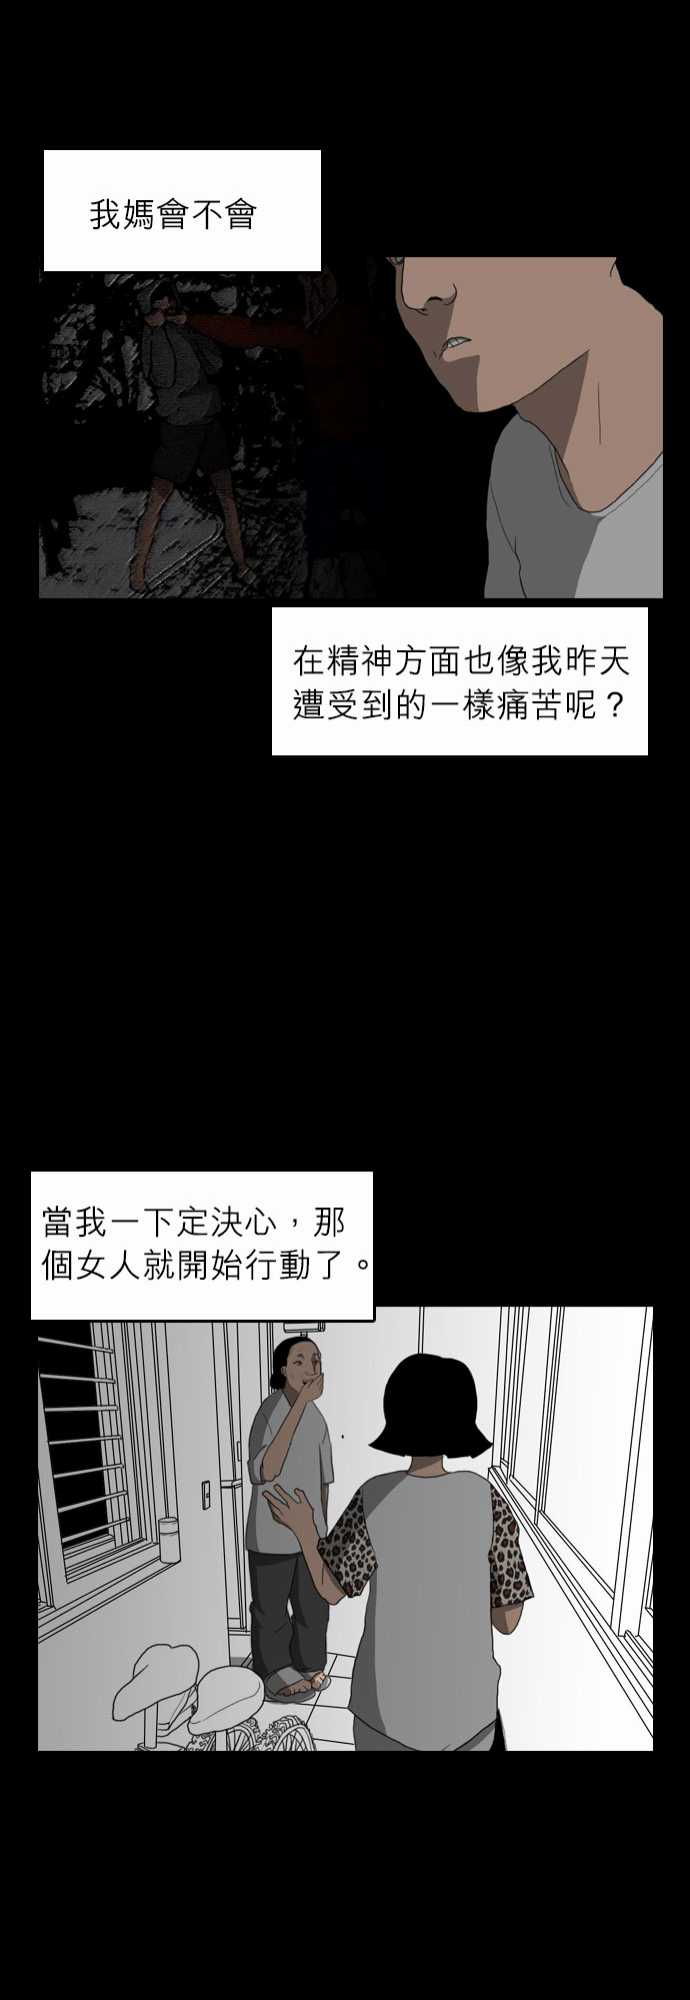 我媽會不會
在精神方面也像我昨天
遭受到的一樣痛苦呢？
當我一下定決心，那
個女人就開始行動了。